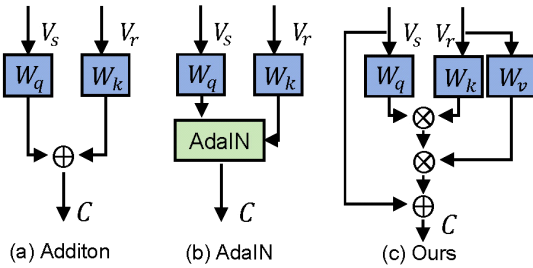 V_s V_r V_s V_r V_s V_r
W_q W_k W_q W_k W_q W_k W_v
AdaIN
C C C
(a) Additon (b) AdaIN (c) Ours